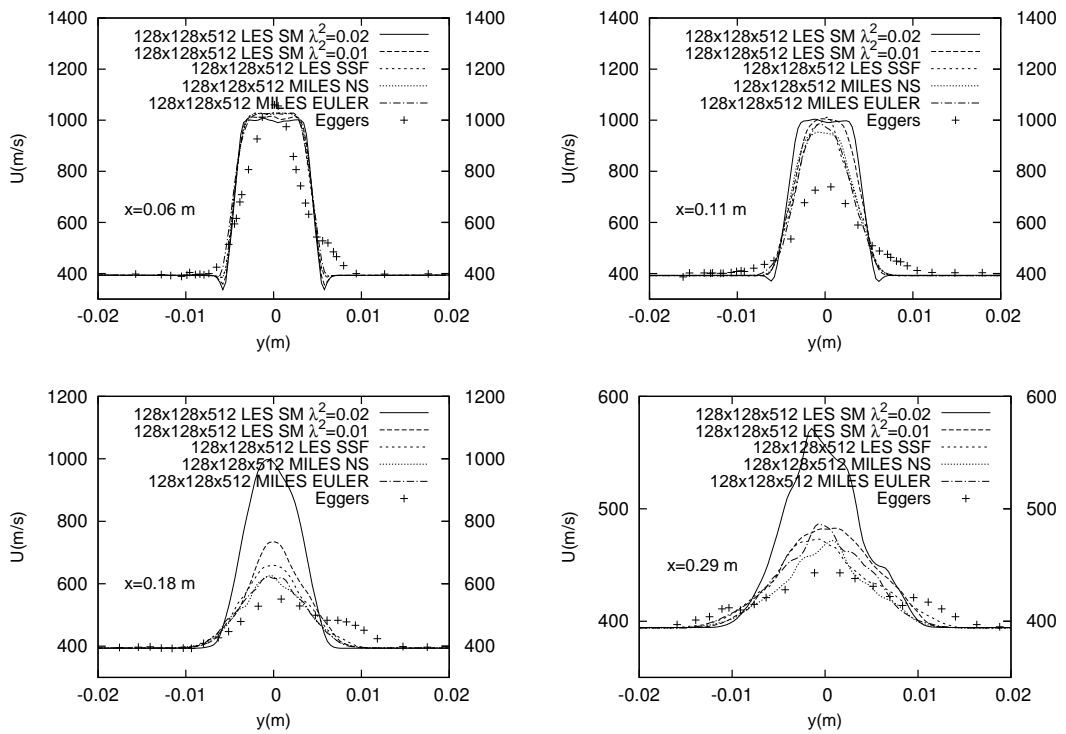 1400
1200
1000
800
600
400
1400
1200
1000
800
600
400
-0.02
-0.01
0
0.01
0.02
U(m/s)
y(m)
128x128x512 LES SM λ²=0.02
128x128x512 LES SM λ²=0.01
128x128x512 LES SSF
128x128x512 MILES NS
128x128x512 MILES EULER
Eggers
x=0.06 m
1400
1200
1000
800
600
400
1400
1200
1000
800
600
400
-0.02
-0.01
0
0.01
0.02
U(m/s)
y(m)
128x128x512 LES SM λ²=0.02
128x128x512 LES SM λ²=0.01
128x128x512 LES SSF
128x128x512 MILES NS
128x128x512 MILES EULER
Eggers
x=0.11 m
1200
1000
800
600
400
1200
1000
800
600
400
-0.02
-0.01
0
0.01
0.02
U(m/s)
y(m)
128x128x512 LES SM λ²=0.02
128x128x512 LES SM λ²=0.01
128x128x512 LES SSF
128x128x512 MILES NS
128x128x512 MILES EULER
Eggers
x=0.18 m
600
500
400
600
500
400
-0.02
-0.01
0
0.01
0.02
U(m/s)
y(m)
128x128x512 LES SM λ²=0.02
128x128x512 LES SM λ²=0.01
128x128x512 LES SSF
128x128x512 MILES NS
128x128x512 MILES EULER
Eggers
x=0.29 m